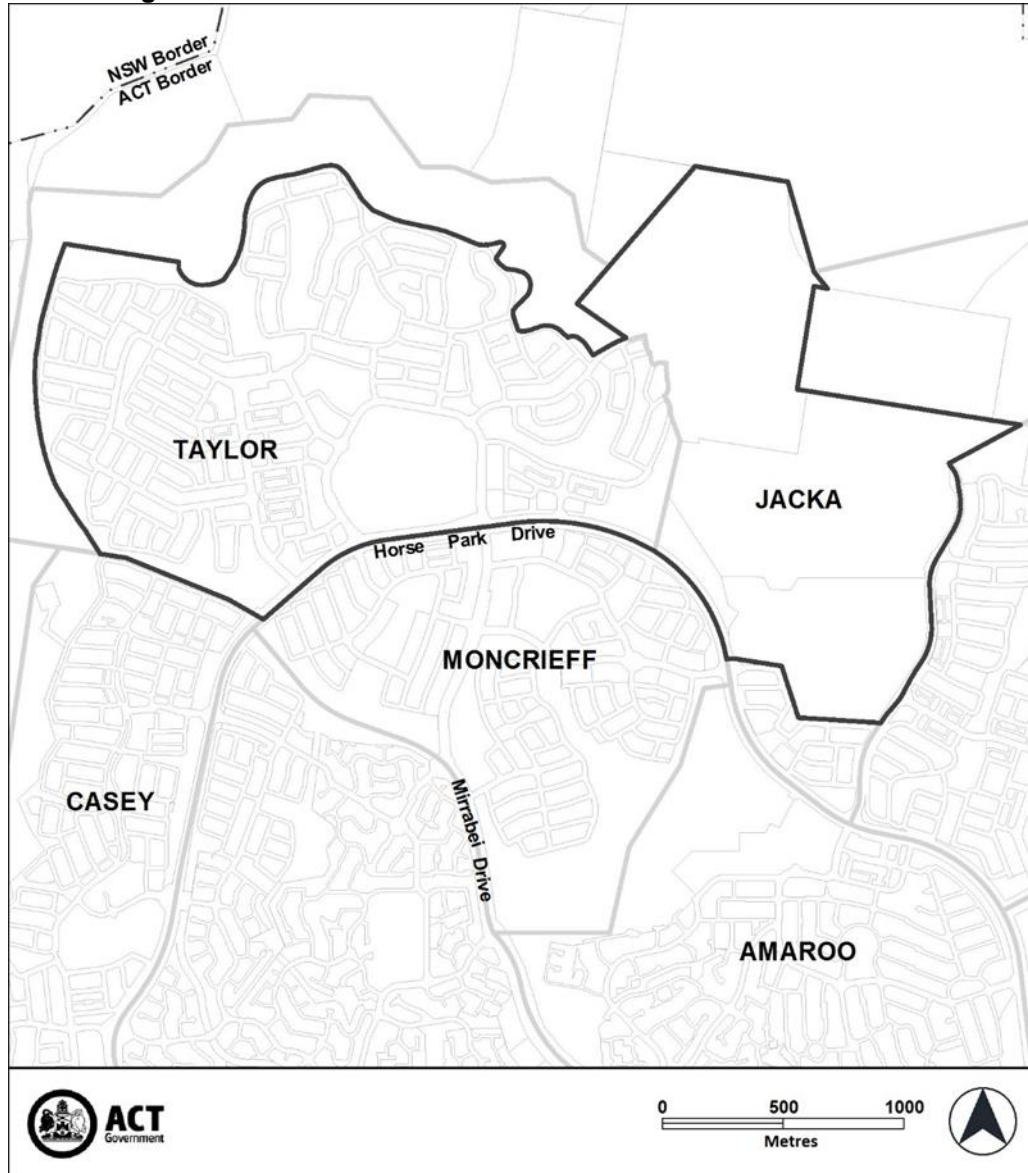 NSW Border
ACT Border
TAYLOR
JACKA
Horse Park Drive
MONCRIEFF
CASEY
Mirrabei Drive
AMAROO
ACT
Government
0 500 1000
Metres